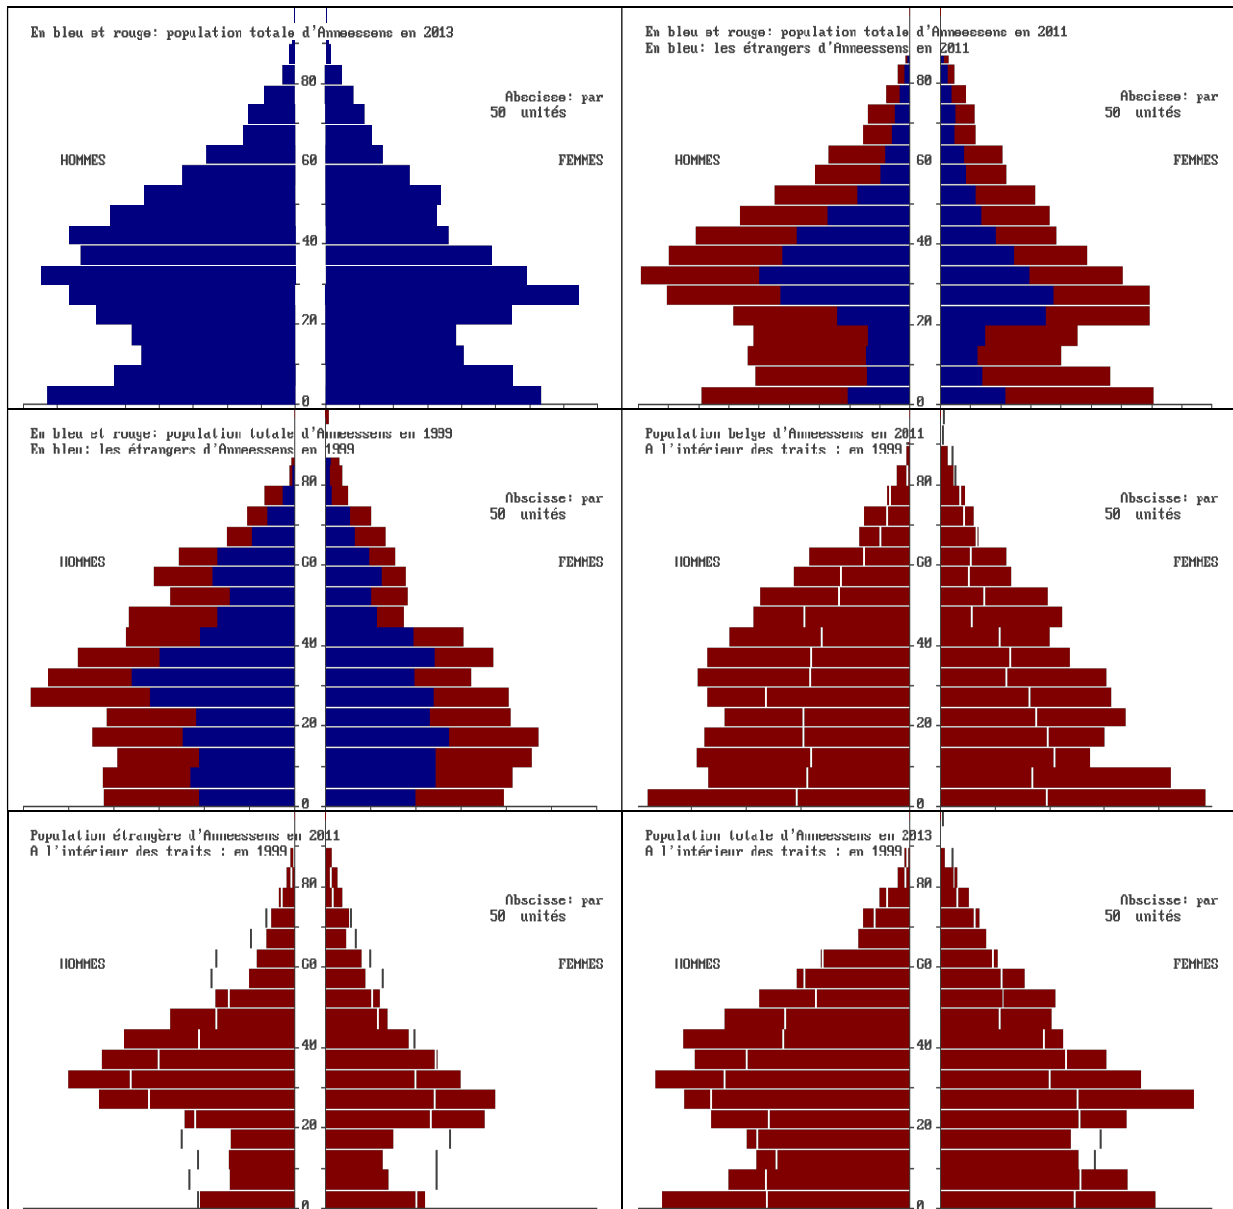 En bleu et rouge: population totale d'Anneessens en 2013
80
Abscisse: par
50 unités
HOMMES
60
FEMMES
40
20
0
En bleu et rouge: population totale d'Anneessens en 2011
En bleu: les étrangers d'Anneessens en 2011
80
Abscisse: par
50 unités
HOMMES
60
FEMMES
40
20
0
En bleu et rouge: population totale d'Anneessens en 1999
En bleu: les étrangers d'Anneessens en 1999
80
Abscisse: par
50 unités
HOMMES
60
FEMMES
40
20
0
Population belge d'Anneessens en 2011
A l'intérieur des traits : en 1999
80
Abscisse: par
50 unités
HOMMES
60
FEMMES
40
20
0
Population étrangère d'Anneessens en 2011
A l'intérieur des traits : en 1999
80
Abscisse: par
50 unités
HOMMES
60
FEMMES
40
20
0
Population totale d'Anneessens en 2013
A l'intérieur des traits : en 1999
80
Abscisse: par
50 unités
HOMMES
60
FEMMES
40
20
0